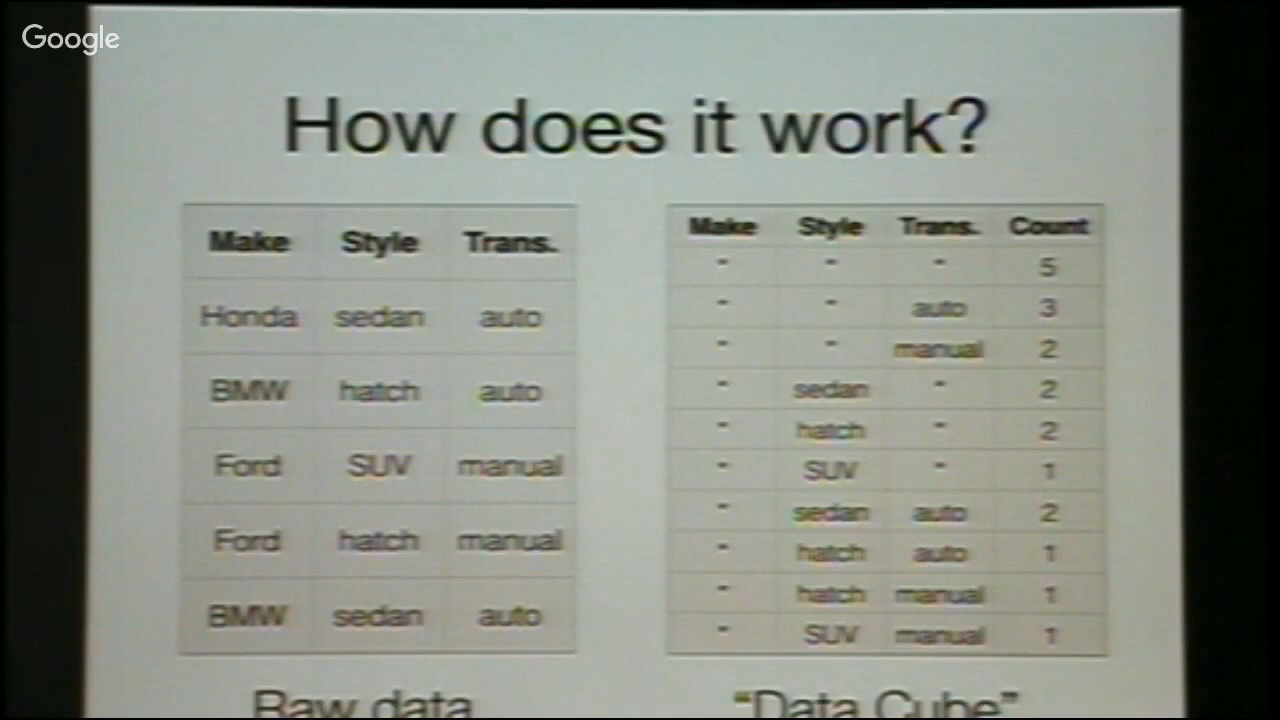 Google
How does it work?
Make Style Trans.
Honda sedan auto
BMW hatch auto
Ford SUV manual
Ford hatch manual
BMW sedan auto
Raw data
Make Style Trans. Count
- - - 5
- - auto 3
- - manual 2
- sedan - 2
- hatch - 2
- SUV - 1
- sedan auto 2
- hatch auto 1
- hatch manual 1
- SUV manual 1
“Data Cube”